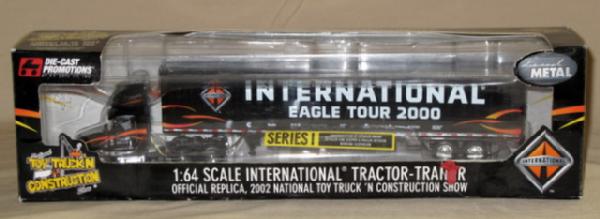 DIE-CAST
PROMOTIONS
METAL
INTERNATIONAL®
EAGLE TOUR 2000
SERIES 1
TOY TRUCK 'N
CONSTRUCTION
1:64 SCALE INTERNATIONAL® TRACTOR-TRAILER
OFFICIAL REPLICA, 2002 NATIONAL TOY TRUCK 'N CONSTRUCTION SHOW
INTERNATIONAL